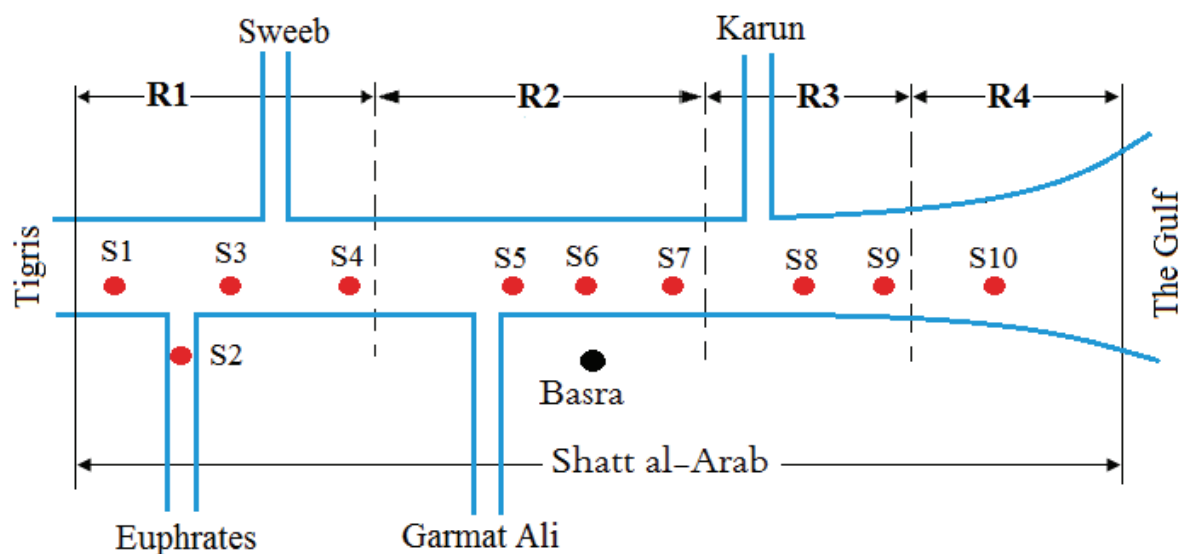 Sweeb
Karun
R1
R2
R3
R4
Tigris
S1
S3
S4
S5
S6
S7
S8
S9
S10
The Gulf
S2
Basra
Shatt al-Arab
Euphrates
Garmat Ali